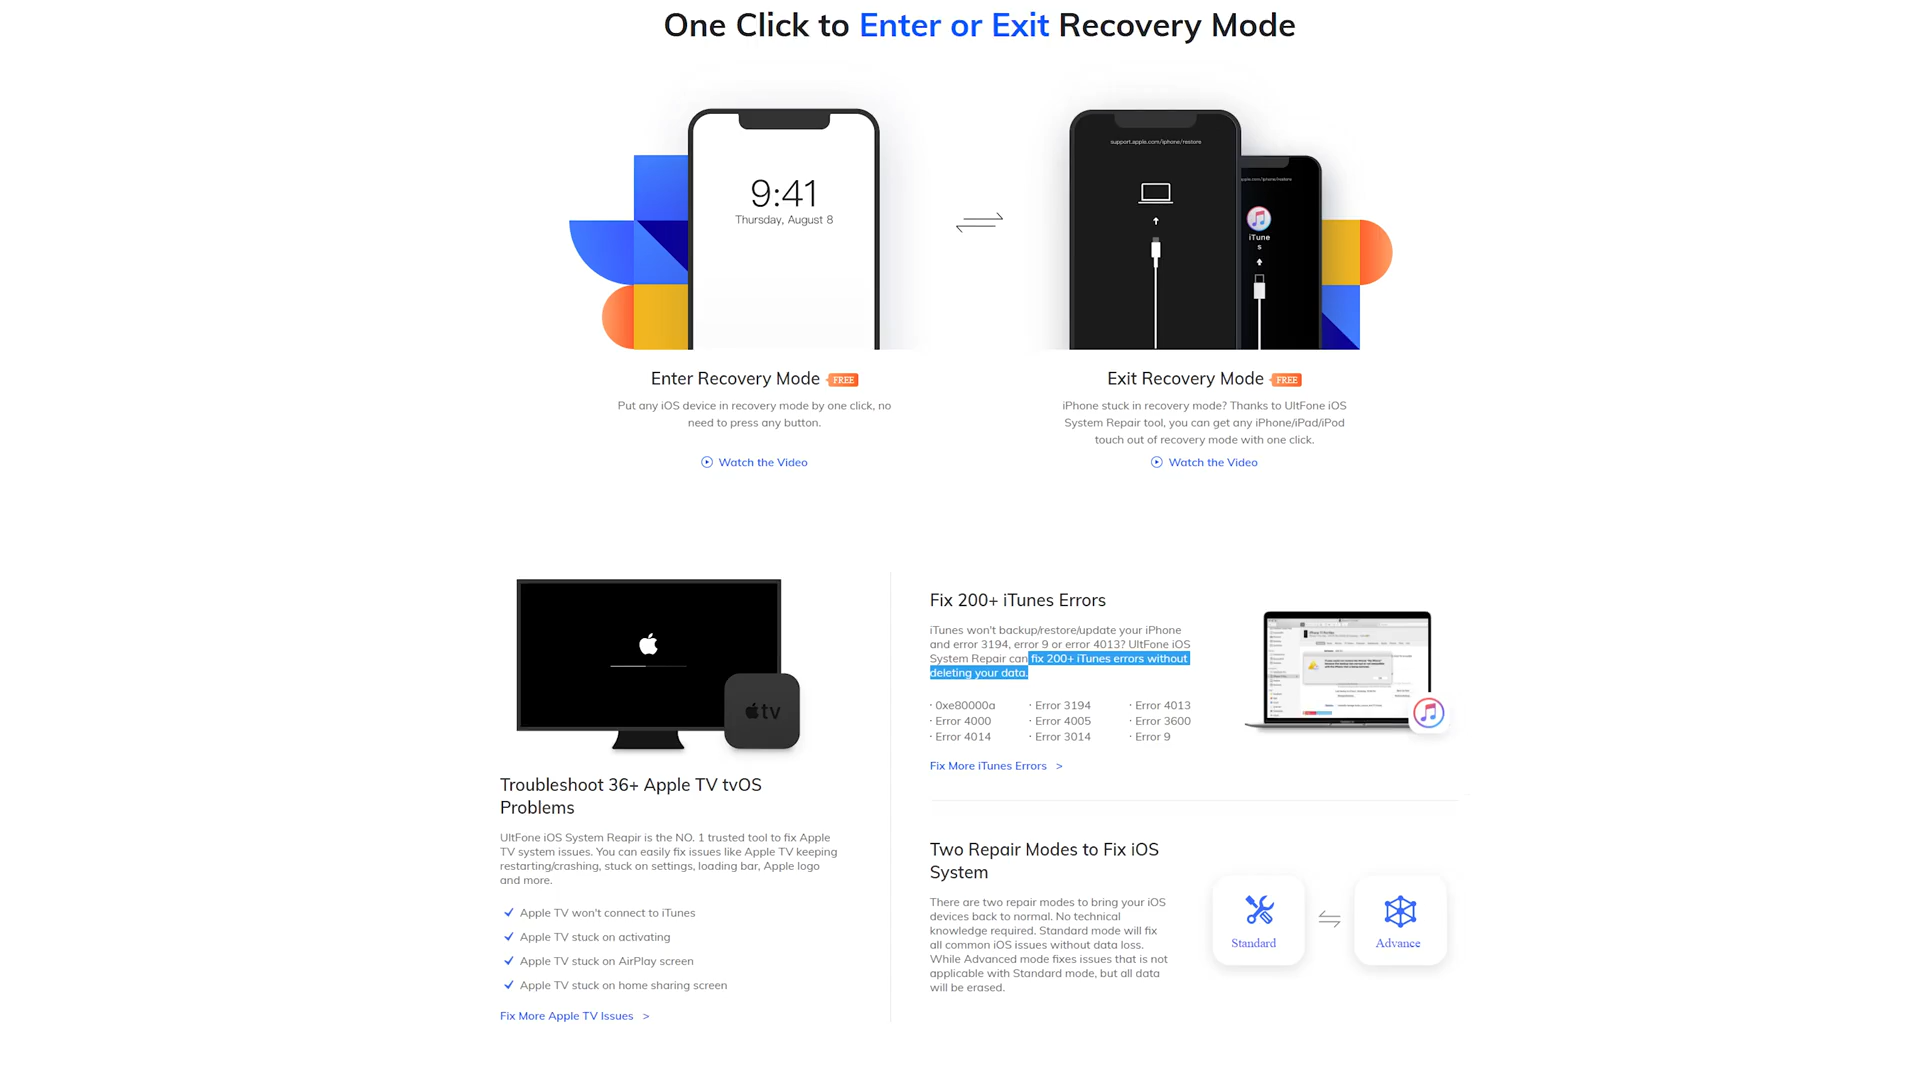 One Click to Enter or Exit Recovery Mode
9:41
Thursday, August 8
support.apple.com/iphone/restore
iTune
s
Enter Recovery Mode FREE
Put any iOS device in recovery mode by one click, no
need to press any button.
Watch the Video
Exit Recovery Mode FREE
iPhone stuck in recovery mode? Thanks to UltFone iOS
System Repair tool, you can get any iPhone/iPad/iPod
touch out of recovery mode with one click.
Watch the Video
tv
Troubleshoot 36+ Apple TV tvOS
Problems
UltFone iOS System Reapir is the NO. 1 trusted tool to fix Apple
TV system issues. You can easily fix issues like Apple TV keeping
restarting/crashing, stuck on settings, loading bar, Apple logo
and more.
Apple TV won't connect to iTunes
Apple TV stuck on activating
Apple TV stuck on AirPlay screen
Apple TV stuck on home sharing screen
Fix More Apple TV Issues >
Fix 200+ iTunes Errors
iTunes won't backup/restore/update your iPhone
and error 3194, error 9 or error 4013? UltFone iOS
System Repair can fix 200+ iTunes errors without
deleting your data.
· 0xe80000a · Error 3194 · Error 4013
· Error 4000 · Error 4005 · Error 3600
· Error 4014 · Error 3014 · Error 9
Fix More iTunes Errors >
Two Repair Modes to Fix iOS
System
There are two repair modes to bring your iOS
devices back to normal. No technical
knowledge required. Standard mode will fix
all common iOS issues without data loss.
While Advanced mode fixes issues that is not
applicable with Standard mode, but all data
will be erased.
Standard
Advance